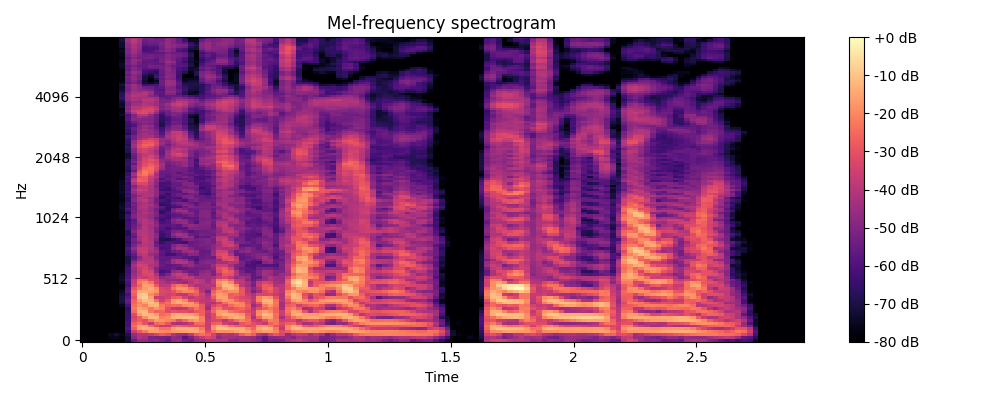 Mel-frequency spectrogram
Hz
4096
2048
1024
512
0
0 0.5 1 1.5 2 2.5
Time
+0 dB
-10 dB
-20 dB
-30 dB
-40 dB
-50 dB
-60 dB
-70 dB
-80 dB